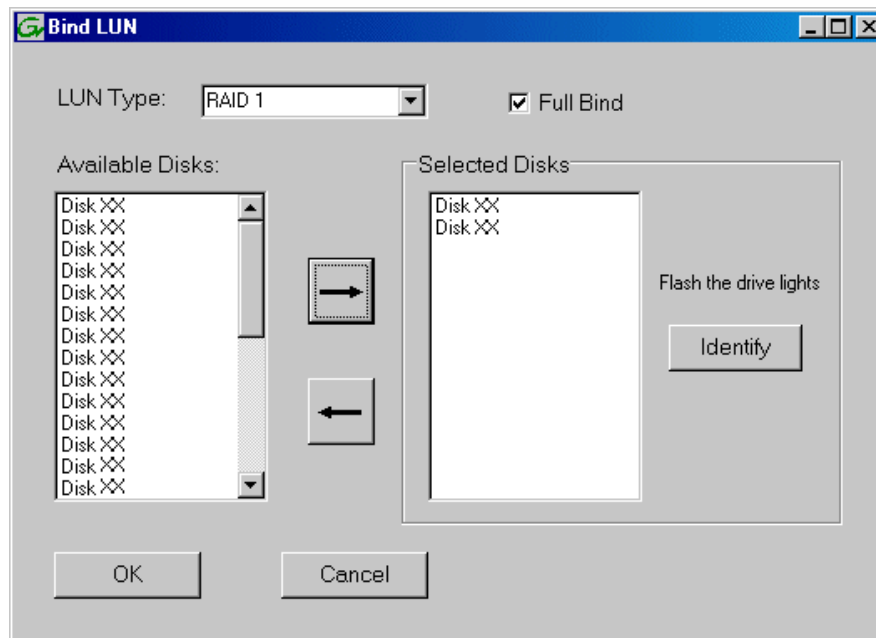 Bind LUN
LUN Type: RAID 1 Full Bind
Available Disks:
Disk XX
Disk XX
Disk XX
Disk XX
Disk XX
Disk XX
Disk XX
Disk XX
Disk XX
Disk XX
Disk XX
Disk XX
Disk XX
Disk XX
Selected Disks
Disk XX
Disk XX
Flash the drive lights
Identify
OK Cancel